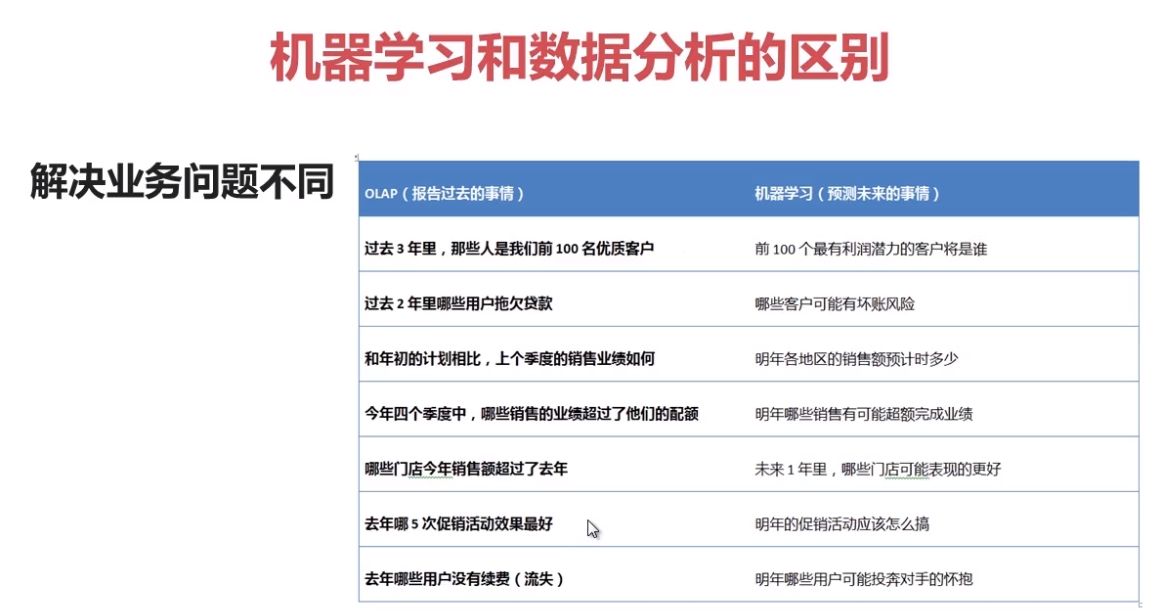 机器学习和数据分析的区别
解决业务问题不同
OLAP（报告过去的事情） 机器学习（预测未来的事情）
过去 3 年里，那些人是我们前 100 名优质客户 前 100 个最有利润潜力的客户将是谁
过去 2 年里哪些用户拖欠贷款 哪些客户可能有坏账风险
和年初的计划相比，上个季度的销售业绩如何 明年各地区的销售额预计时多少
今年四个季度中，哪些销售的业绩超过了他们的配额 明年哪些销售有可能超额完成业绩
哪些门店今年销售额超过了去年 未来 1 年里，哪些门店可能表现的更好
去年哪 5 次促销活动效果最好 明年的促销活动应该怎么搞
去年哪些用户没有续费（流失） 明年哪些用户可能投奔对手的怀抱